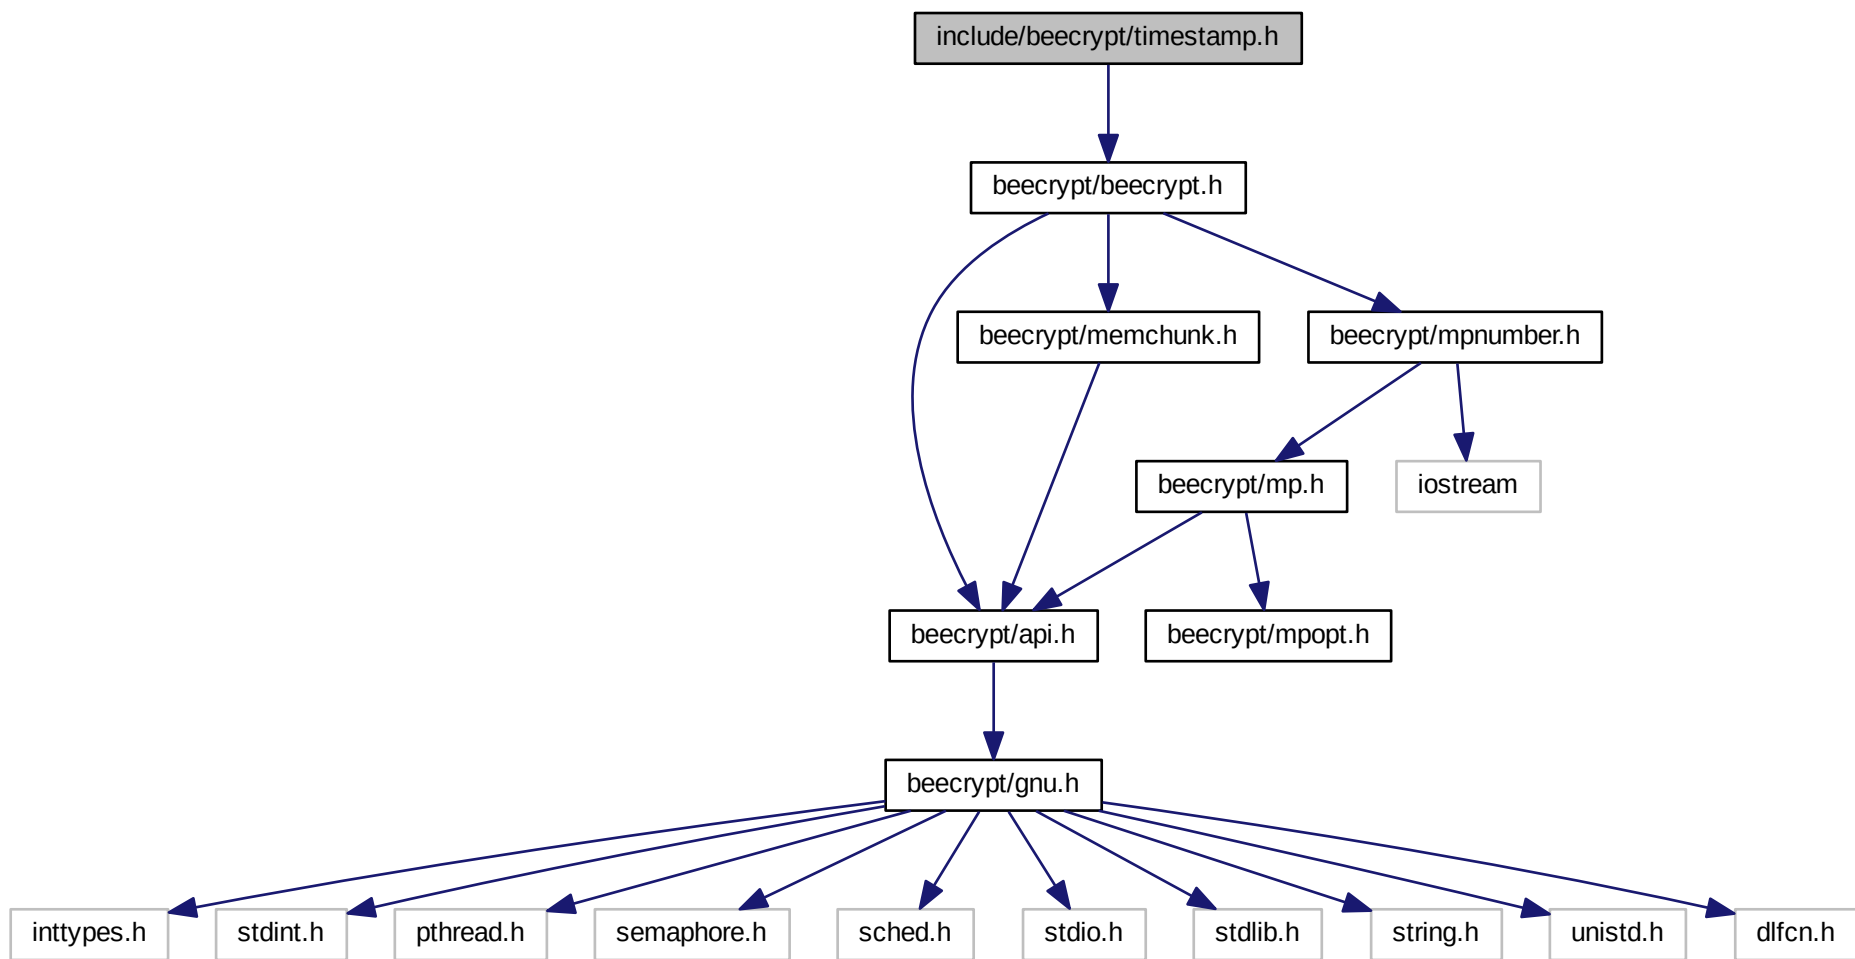 include/beecrypt/timestamp.h
beecrypt/beecrypt.h
beecrypt/memchunk.h
beecrypt/mpnumber.h
beecrypt/mp.h
iostream
beecrypt/api.h
beecrypt/mpopt.h
beecrypt/gnu.h
inttypes.h
stdint.h
pthread.h
semaphore.h
sched.h
stdio.h
stdlib.h
string.h
unistd.h
dlfcn.h